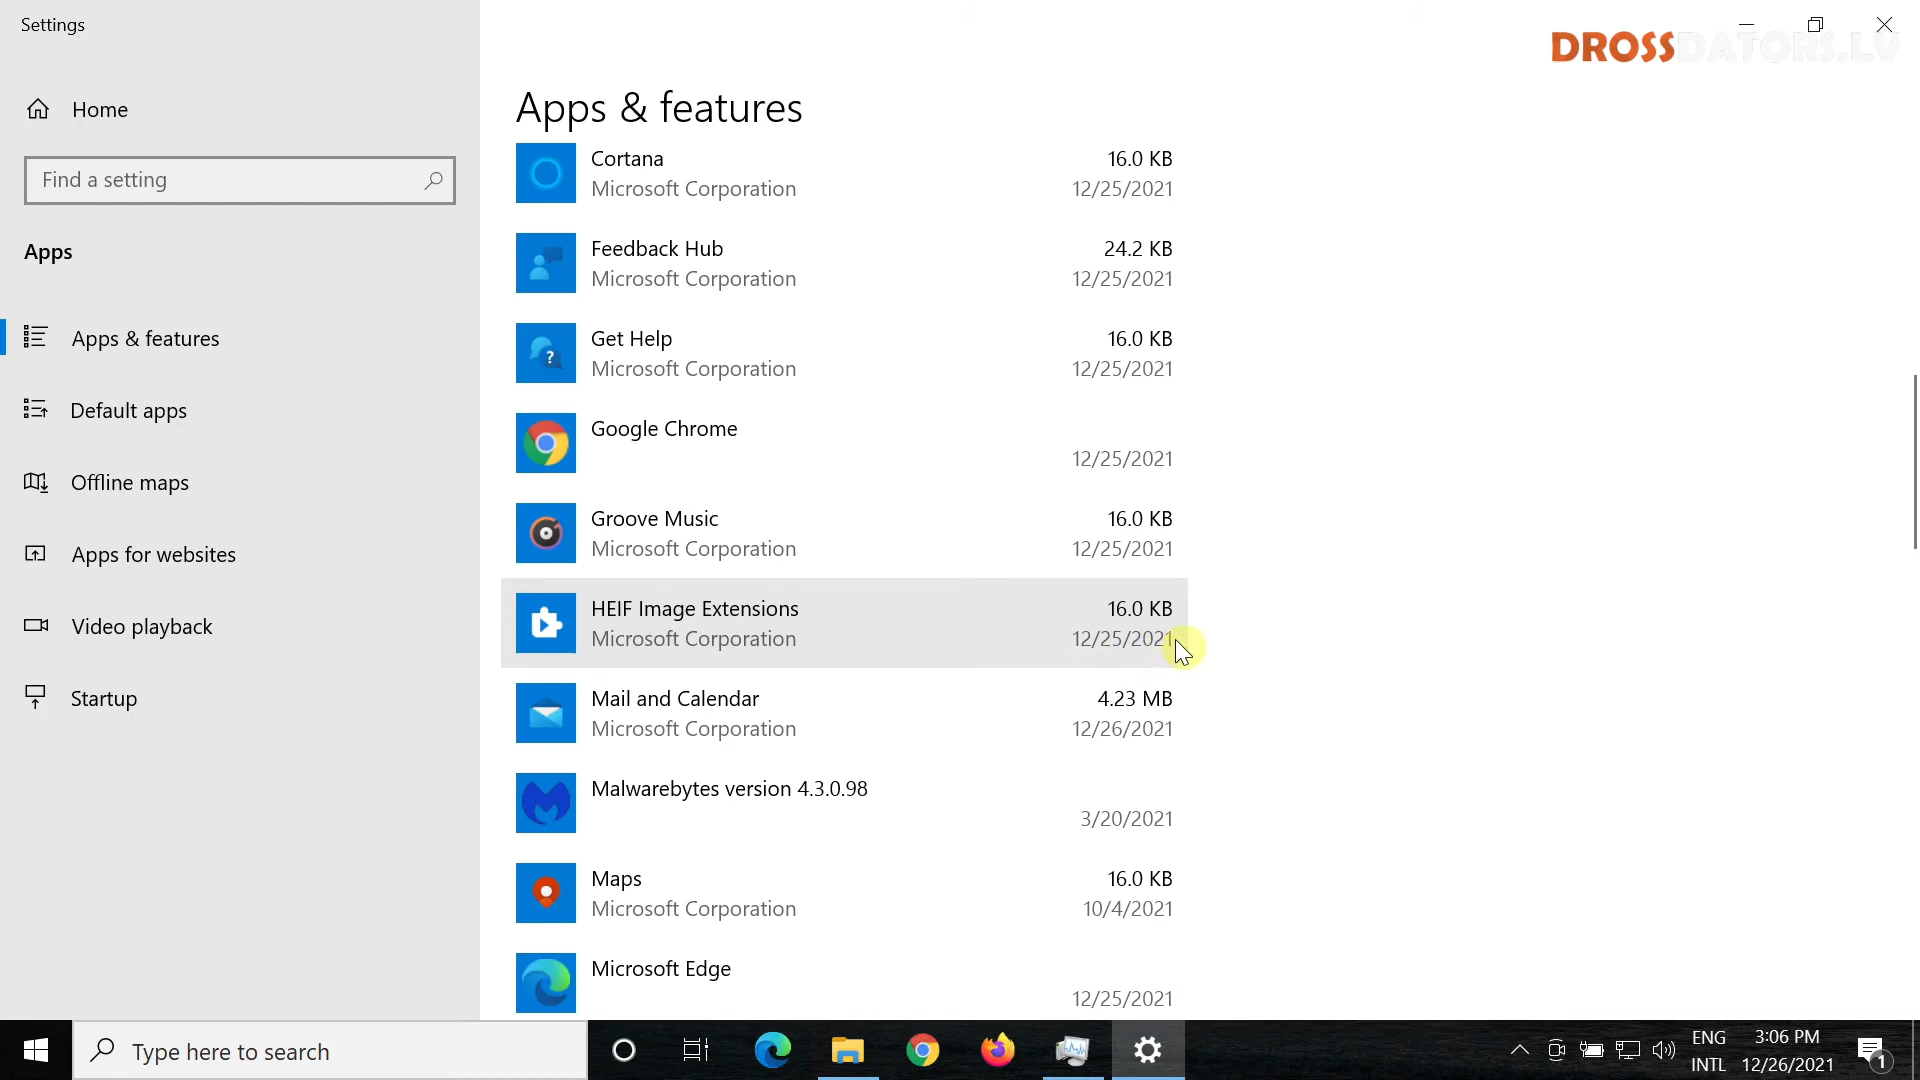 Settings
DROSSDATORS.LV
Home
Find a setting
Apps
Apps & features
Default apps
Offline maps
Apps for websites
Video playback
Startup
Apps & features
Cortana 16.0 KB
Microsoft Corporation 12/25/2021
Feedback Hub 24.2 KB
Microsoft Corporation 12/25/2021
Get Help 16.0 KB
Microsoft Corporation 12/25/2021
Google Chrome
12/25/2021
Groove Music 16.0 KB
Microsoft Corporation 12/25/2021
HEIF Image Extensions 16.0 KB
Microsoft Corporation 12/25/2021
Mail and Calendar 4.23 MB
Microsoft Corporation 12/26/2021
Malwarebytes version 4.3.0.98
3/20/2021
Maps 16.0 KB
Microsoft Corporation 10/4/2021
Microsoft Edge
12/25/2021
Type here to search
ENG 3:06 PM
INTL 12/26/2021 1